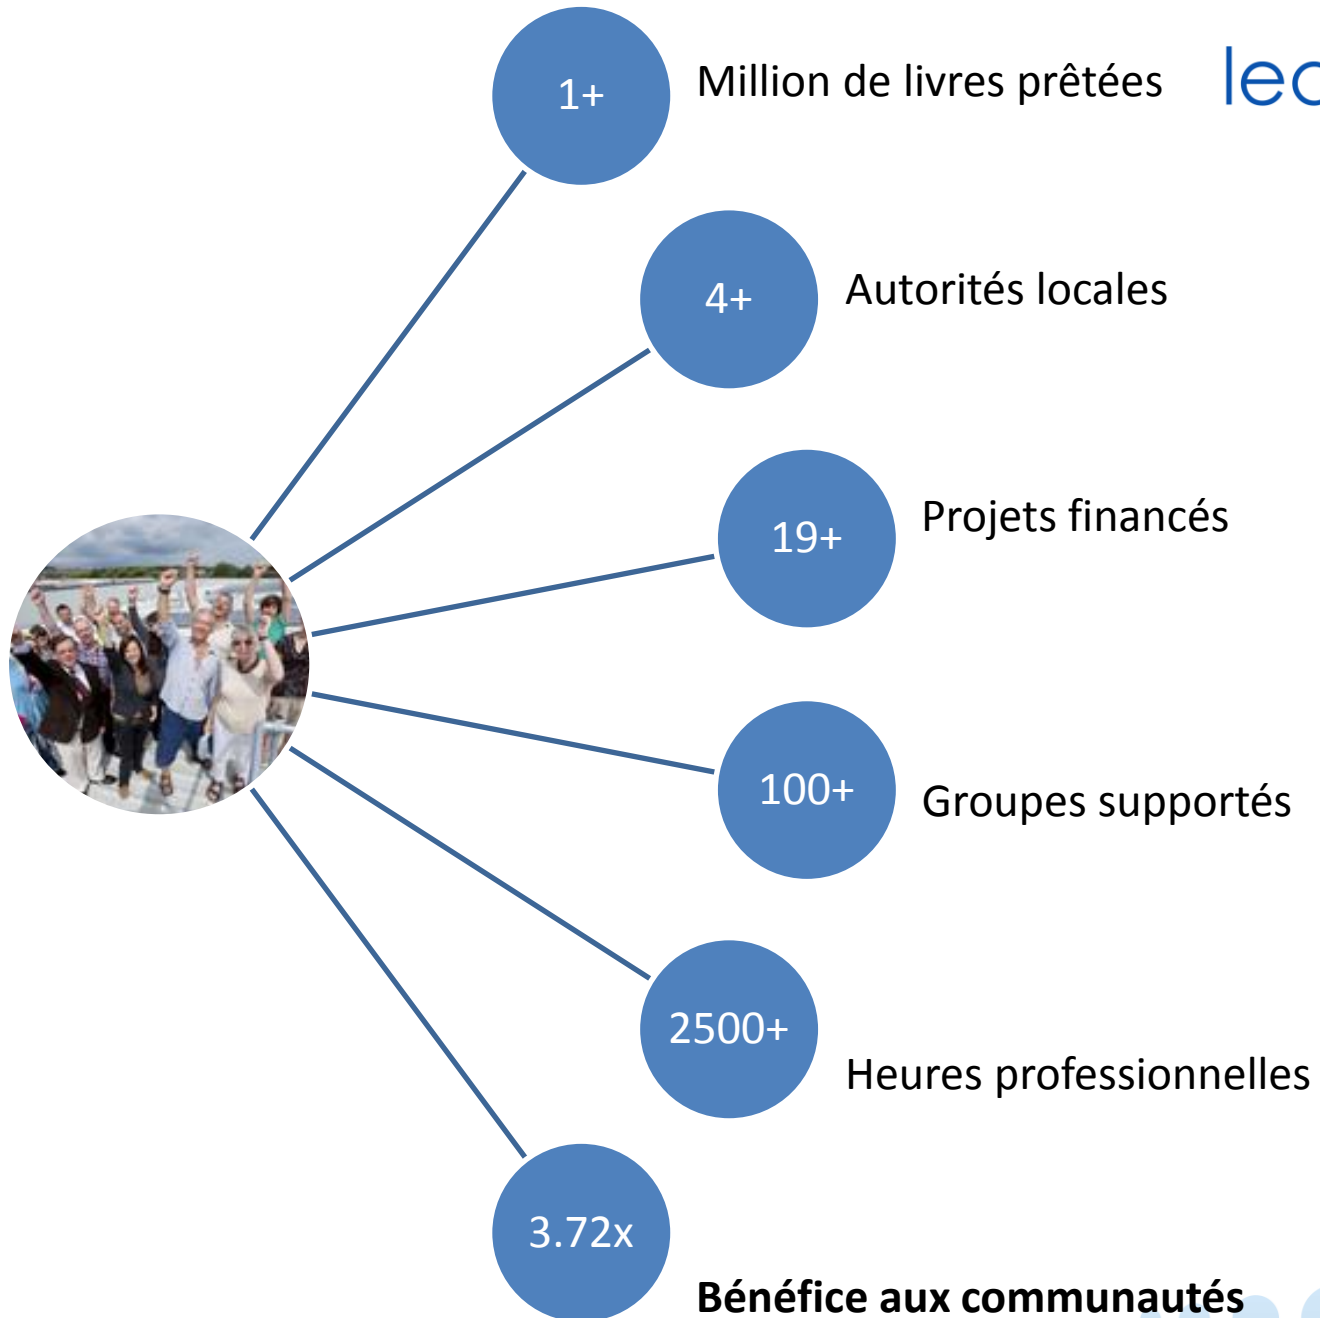 1+
Million de livres prêtées
4+
Autorités locales
19+
Projets financés
100+
Groupes supportés
2500+
Heures professionnelles
3.72x
Bénéfice aux communautés